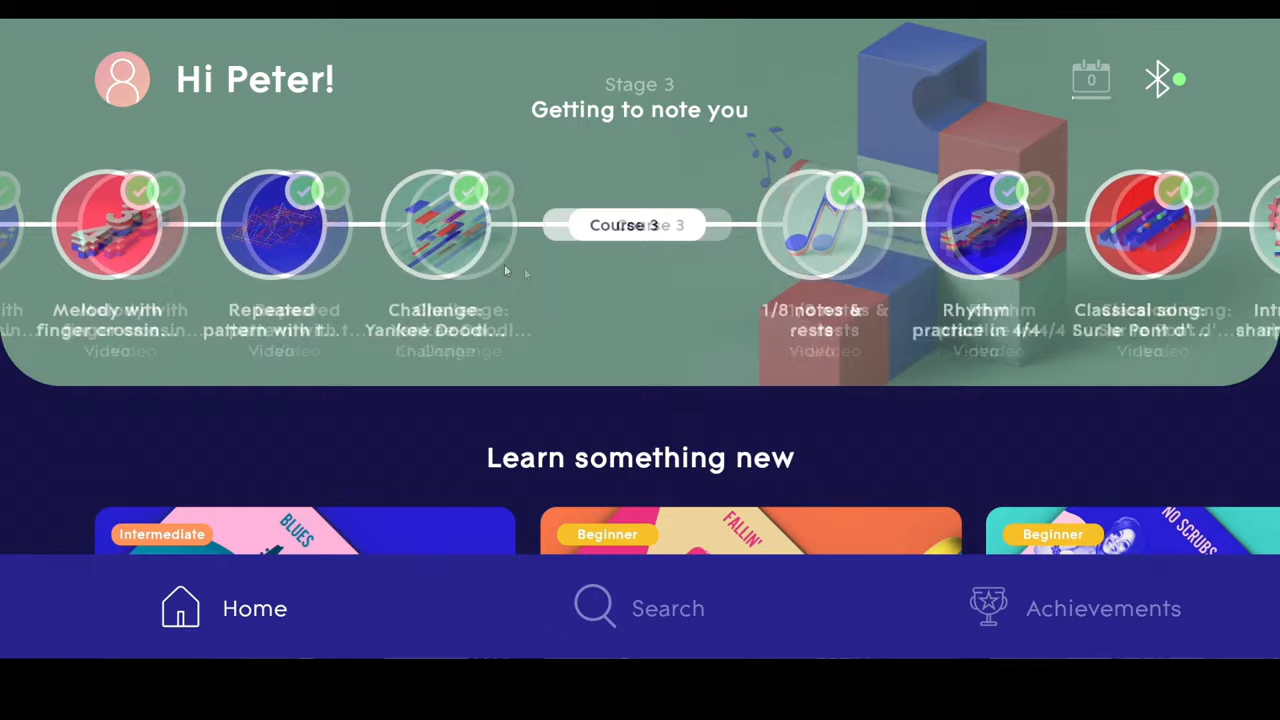 Hi Peter!
Stage 3
Getting to note you
0
Course 3
Melody with
finger crossin...
Video
Repeated
pattern with t...
Video
Challenge:
Yankee Dood...
Challenge
1/8 notes &
rests
Video
Rhythm
practice in 4/4
Video
Classical song:
Sur le Pont d'...
Video
Learn something new
Intermediate
BLUES
Beginner
FALLIN'
Beginner
NO SCRUBS
Home
Search
Achievements